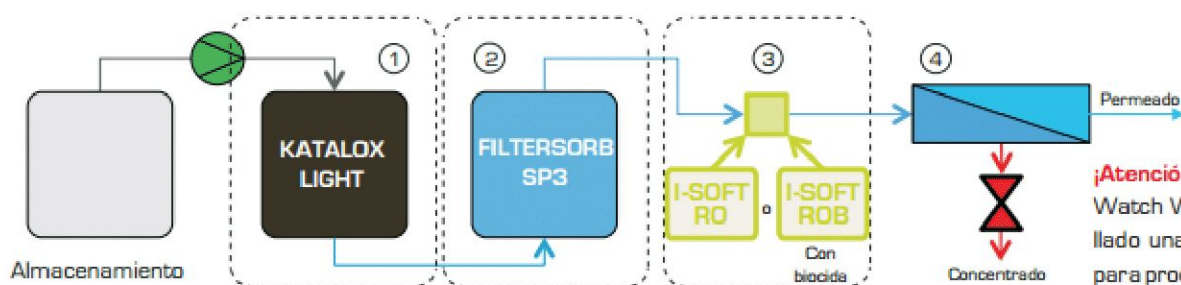 1
2
3
4
KATALOX
LIGHT
FILTERSORB
SP3
I-SOFT
RO
o
I-SOFT
ROB
Con
biocida
Almacenamiento
Permeado
Concentrado
¡Atenció
Watch W
llado una
para proc